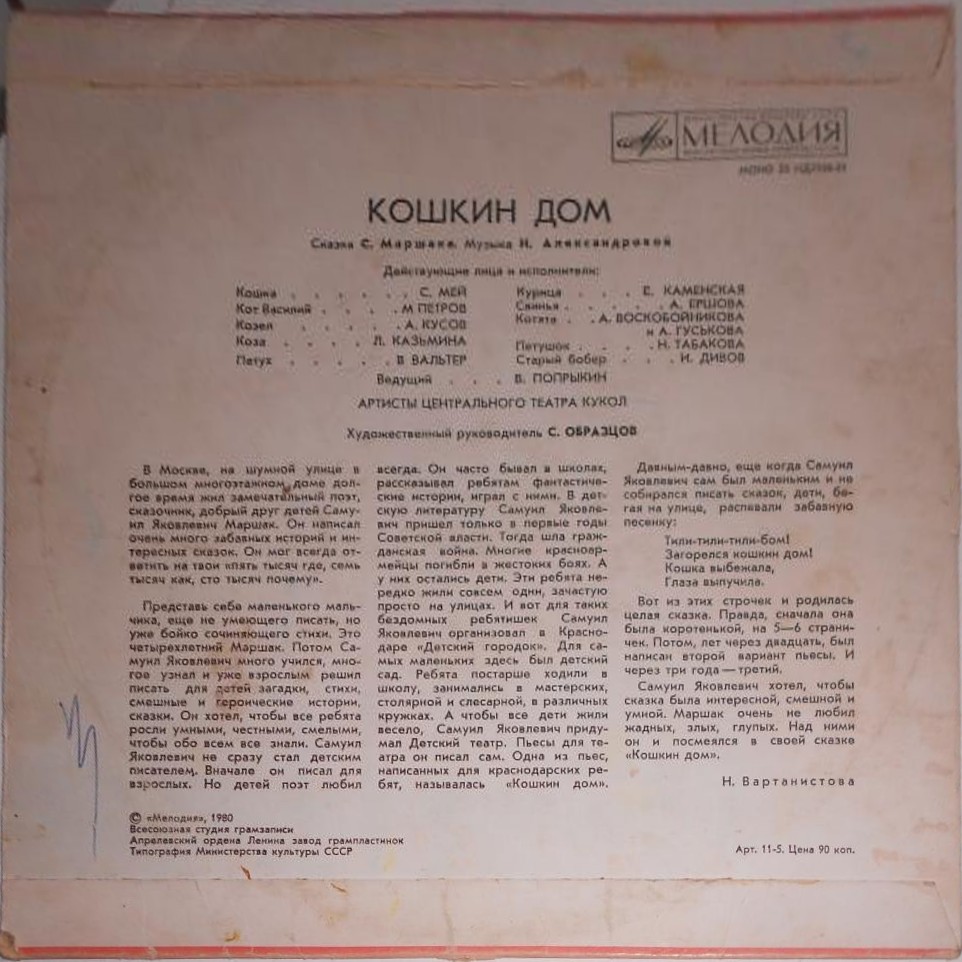 МЕЛОДИЯ
МОНО 33
КОШКИН ДОМ
Сказка С. Маршака. Музыка Н. Александровой
Действующие лица и исполнители:
Кошка . . . . . . С. МЕЙ
Кот Василий . . . . М ПЕТРОВ
Козел . . . . . А. КУСОВ
Коза . . . . Л. КАЗЬМИНА
Петух . . . . . В ВАЛЬТЕР
Курица . . . Е. КАМЕНСКАЯ
Свинья . . . . . А. ЕРШОВА
Котята . . А. ВОСКОБОЙНИКОВА
и А. ГУСЬКОВА
Петушок . . . . Н. ТАБАКОВА
Старый бобер . . . И. ДИВОВ
Ведущий . . . В. ПОПРЫКИН
АРТИСТЫ ЦЕНТРАЛЬНОГО ТЕАТРА КУКОЛ
Художественный руководитель С. ОБРАЗЦОВ
В Москве, на шумной улице в
большом многоэтажном доме дол-
гое время жил замечательный поэт,
сказочник, добрый друг детей Саму-
ил Яковлевич Маршак. Он написал
очень много забавных историй и ин-
тересных сказок. Он мог всегда от-
ветить на твои «пять тысяч где, семь
тысяч как, сто тысяч почему».
Представь себе маленького маль-
чика, еще не умеющего писать, но
уже бойко сочиняющего стихи. Это
четырехлетний Маршак. Потом Са-
муил Яковлевич много учился, мно-
гое узнал и уже взрослым решил
писать для детей загадки, стихи,
смешные и героические истории,
сказки. Он хотел, чтобы все ребята
росли умными, честными, смелыми,
чтобы обо всем все знали. Самуил
Яковлевич не сразу стал детским
писателем. Вначале он писал для
взрослых. Но детей поэт любил
всегда. Он часто бывал в школах,
рассказывал ребятам фантастиче-
ские истории, играл с ними. В дет-
скую литературу Самуил Яковле-
вич пришел только в первые годы
Советской власти. Тогда шла граж-
данская война. Многие красноар-
мейцы погибли в жестоких боях. А
у них остались дети. Эти ребята не-
редко жили совсем одни, зачастую
просто на улицах. И вот для таких
бездомных ребятишек Самуил
Яковлевич организовал в Красно-
даре «Детский городок». Для са-
мых маленьких здесь был детский
сад. Ребята постарше ходили в
школу, занимались в мастерских,
столярной и слесарной, в различных
кружках. А чтобы все дети жили
весело, Самуил Яковлевич приду-
мал Детский театр. Пьесы для те-
атра он писал сам. Одна из пьес,
написанных для краснодарских ре-
бят, называлась «Кошкин дом».
Давным-давно, еще когда Самуил
Яковлевич сам был маленьким и не
собирался писать сказок, дети, бе-
гая на улице, распевали забавную
песенку:
Тили-тили-тили-бом!
Загорелся кошкин дом!
Кошка выбежала,
Глаза выпучила.
Вот из этих строчек и родилась
целая сказка. Правда, сначала она
была коротенькой, на 5—6 страни-
чек. Потом, лет через двадцать, был
написан второй вариант пьесы. И
через три года — третий.
Самуил Яковлевич хотел, чтобы
сказка была интересной, смешной и
умной. Маршак очень не любил
жадных, злых, глупых. Над ними
он и посмеялся в своей сказке
«Кошкин дом».
Н. Вартанистова
© «Мелодия», 1980
Всесоюзная студия грамзаписи
Апрелевский ордена Ленина завод грампластинок
Типография Министерства культуры СССР
Арт. 11-5. Цена 90 коп.